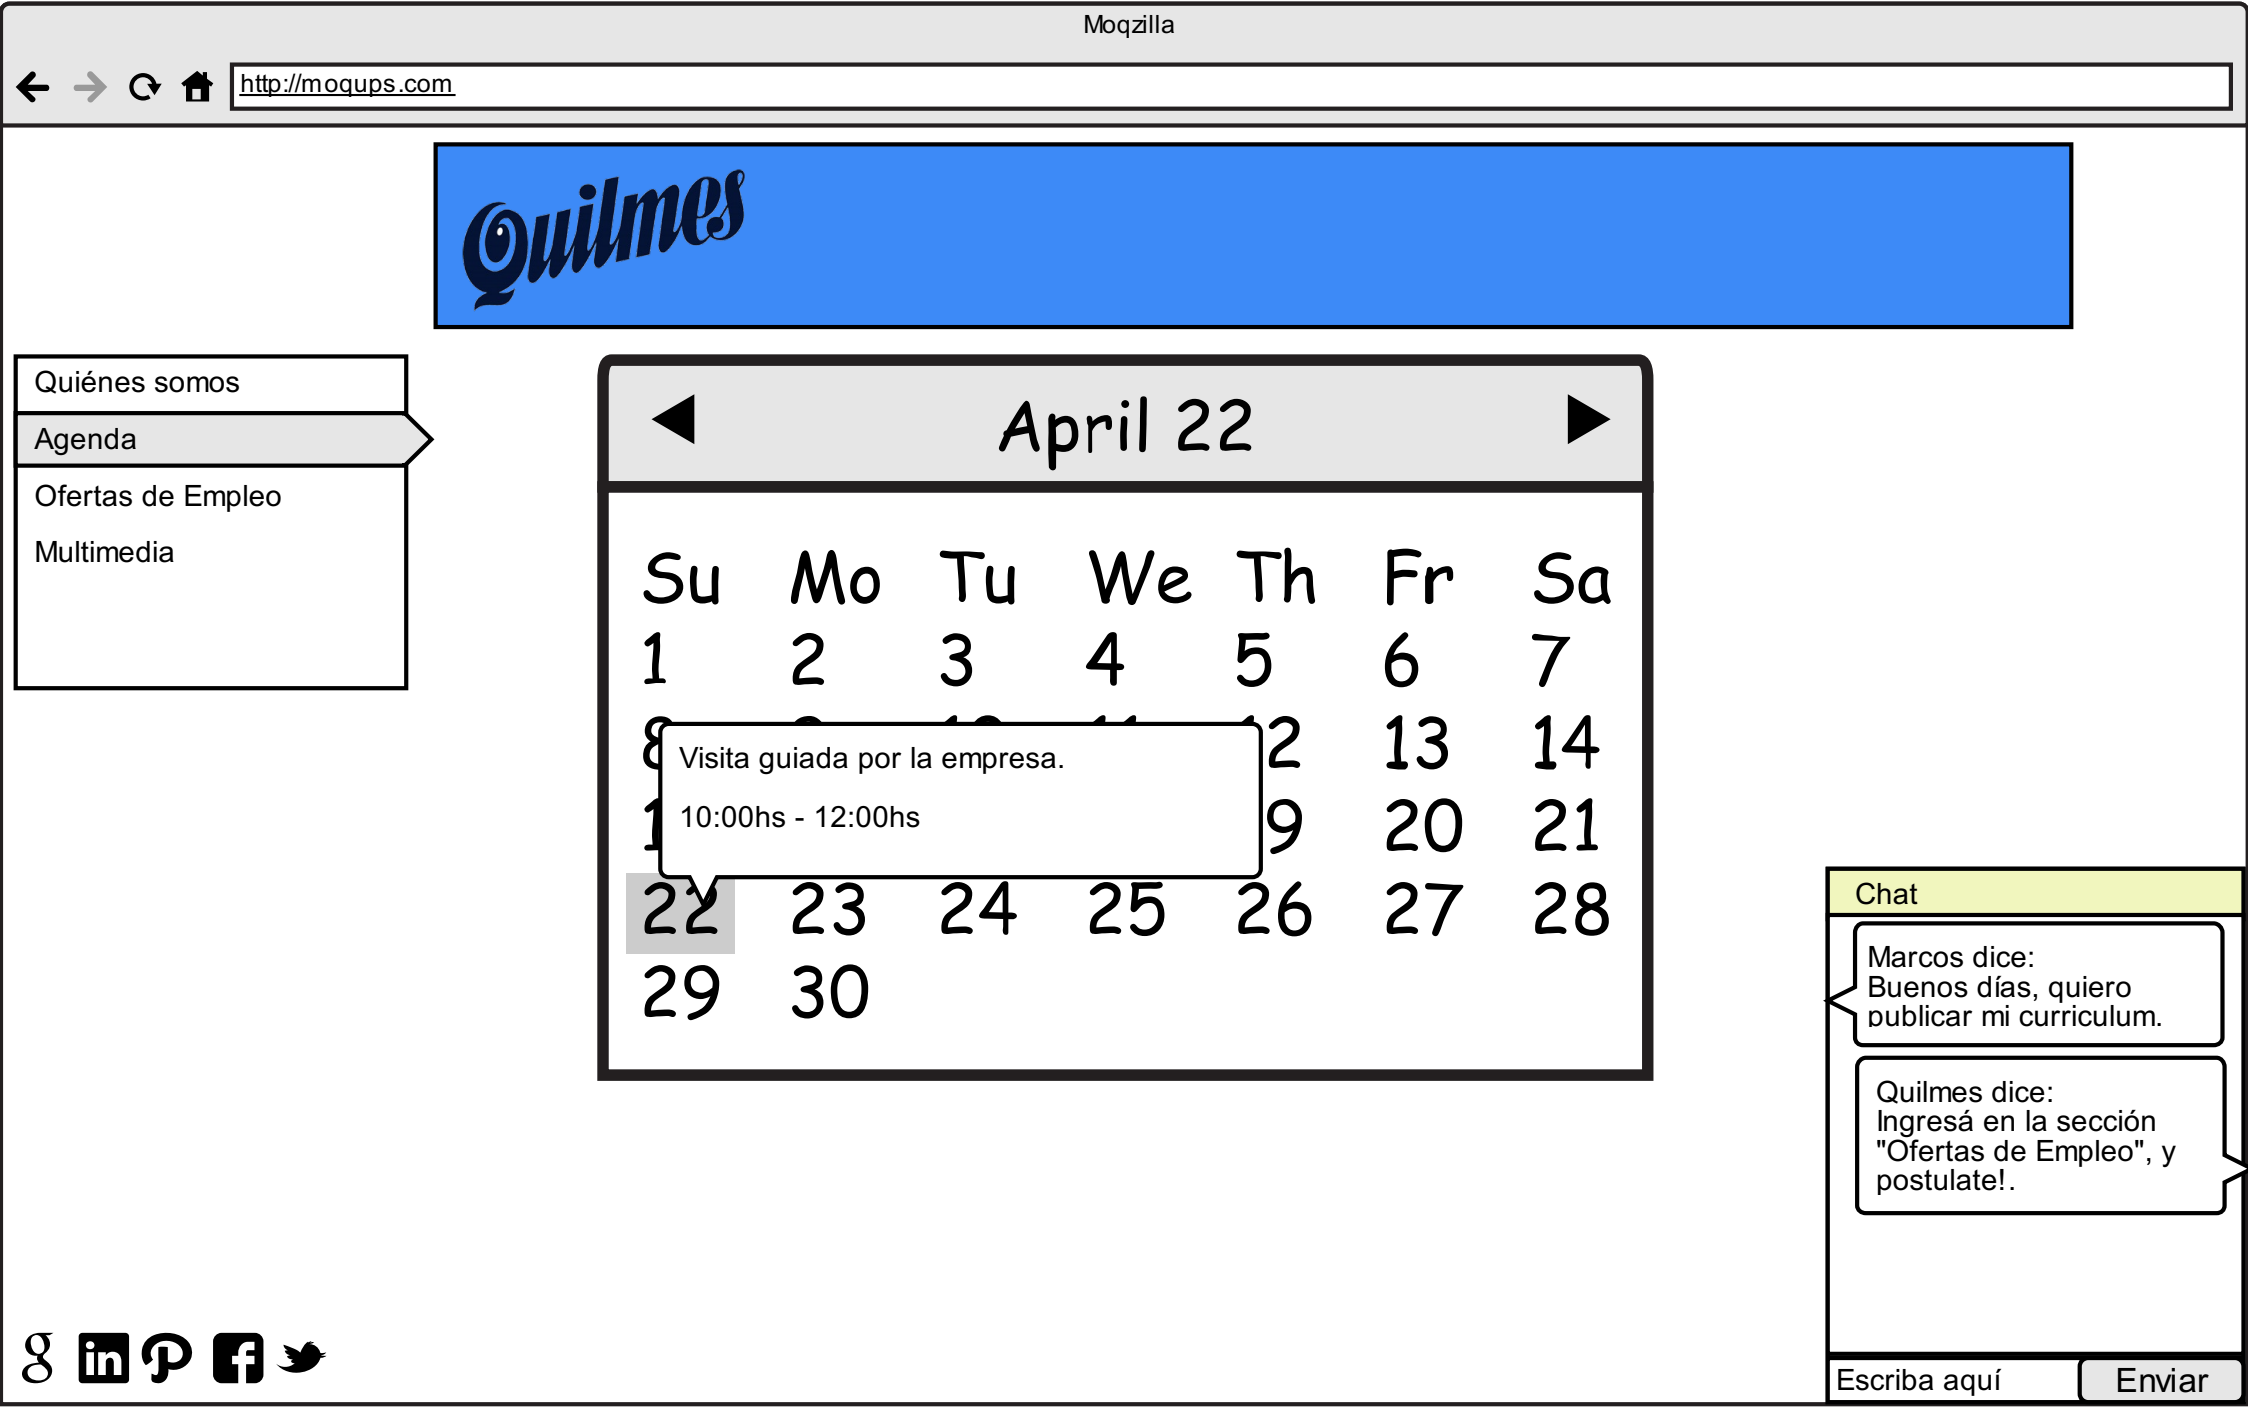 Moqzilla
http://moqups.com
Quilmes
Quiénes somos
Agenda
Ofertas de Empleo
Multimedia
April 22
Su Mo Tu We Th Fr Sa
1 2 3 4 5 6 7
13 14
20 21
22 23 24 25 26 27 28
29 30
Visita guiada por la empresa.
10:00hs - 12:00hs
Chat
Marcos dice:
Buenos días, quiero
publicar mi curriculum.
Quilmes dice:
Ingresá en la sección
"Ofertas de Empleo", y
postulate!.
Escriba aquí
Enviar